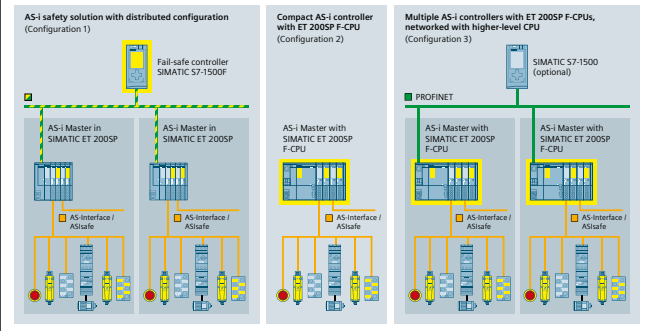 AS-i safety solution with distributed configuration
(Configuration 1)
Fail-safe controller
SIMATIC S7-1500F
AS-i Master in
SIMATIC ET 200SP
AS-i Master in
SIMATIC ET 200SP
AS-Interface /
ASIsafe
AS-Interface /
ASIsafe
Compact AS-i controller
with ET 200SP F-CPU
(Configuration 2)
AS-i Master with
SIMATIC ET 200SP
F-CPU
AS-Interface /
ASIsafe
Multiple AS-i controllers with ET 200SP F-CPUs,
networked with higher-level CPU
(Configuration 3)
SIMATIC S7-1500
(optional)
PROFINET
AS-i Master with
SIMATIC ET 200SP
F-CPU
AS-i Master with
SIMATIC ET 200SP
F-CPU
AS-Interface /
ASIsafe
AS-Interface /
ASIsafe